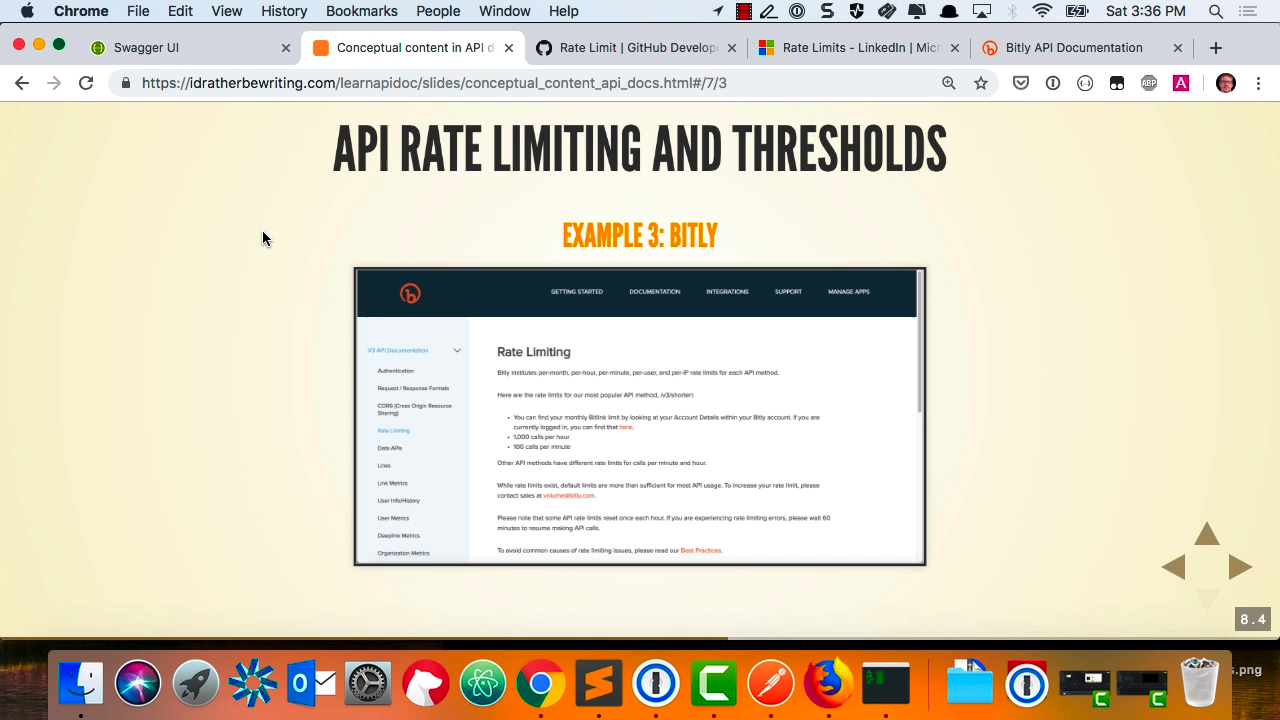 Chrome File Edit View History Bookmarks People Window Help Sat 3:36 PM
Swagger UI
Conceptual content in API d
Rate Limit | GitHub Develope
Rate Limits - LinkedIn | Micr
Bitly API Documentation
https://idratherbewriting.com/learnapidoc/slides/conceptual_content_api_docs.html#/7/3
ABP
A
API RATE LIMITING AND THRESHOLDS
EXAMPLE 3: BITLY
GETTING STARTED DOCUMENTATION INTEGRATIONS SUPPORT MANAGE APPS
V3 API Documentation
Authentication
Request / Response Formats
CORS (Cross Origin Resource
Sharing)
Rate Limiting
Data APIs
Links
Link Metrics
User Info/History
User Metrics
Deeplink Metrics
Organization Metrics
Rate Limiting
Bitly institutes per-month, per-hour, per-minute, per-user, and per-IP rate limits for each API method.
Here are the rate limits for our most popular API method, /v3/shorten:
• You can find your monthly Bitlink limit by looking at your Account Details within your Bitly account. If you are
currently logged in, you can find that here.
• 1,000 calls per hour
• 100 calls per minute
Other API methods have different rate limits for calls per minute and hour.
While rate limits exist, default limits are more than sufficient for most API usage. To increase your rate limit, please
contact sales at volume@bitly.com.
Please note that some API rate limits reset once each hour. If you are experiencing rate limiting errors, please wait 60
minutes to resume making API calls.
To avoid common causes of rate limiting issues, please read our Best Practices.
8.4
s.png